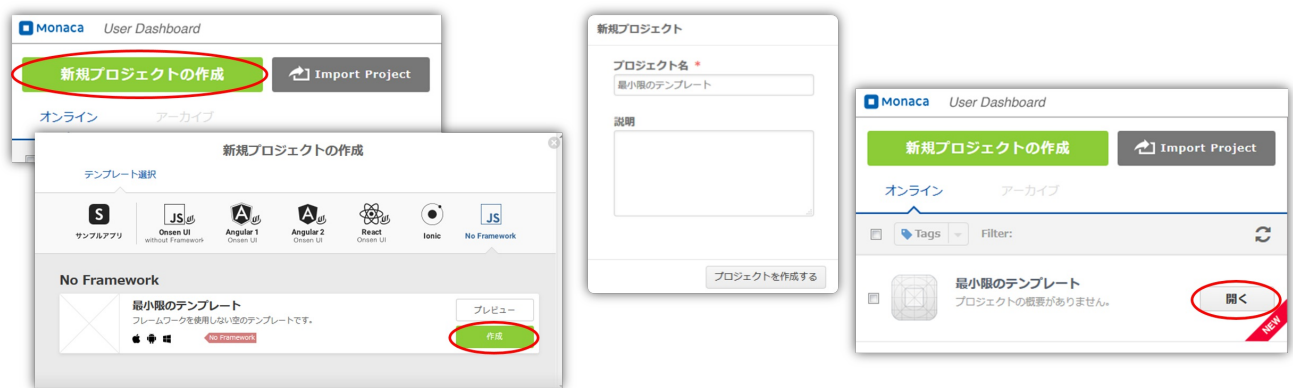 Monaca User Dashboard
新規プロジェクトの作成 Import Project
オンライン アーカイブ
新規プロジェクトの作成
テンプレート選択
S JS JS
サンプルアプリ Onsen UI Angular 1 Angular 2 React Ionic No Framework
without Framework Onsen UI Onsen UI Onsen UI
No Framework
最小限のテンプレート プレビュー
フレームワークを使用しない空のテンプレートです。
No Framework 作成
新規プロジェクト
プロジェクト名 *
最小限のテンプレート
説明
プロジェクトを作成する
Monaca User Dashboard
新規プロジェクトの作成 Import Project
オンライン アーカイブ
Tags Filter:
最小限のテンプレート
プロジェクトの概要がありません。 開く
NEW